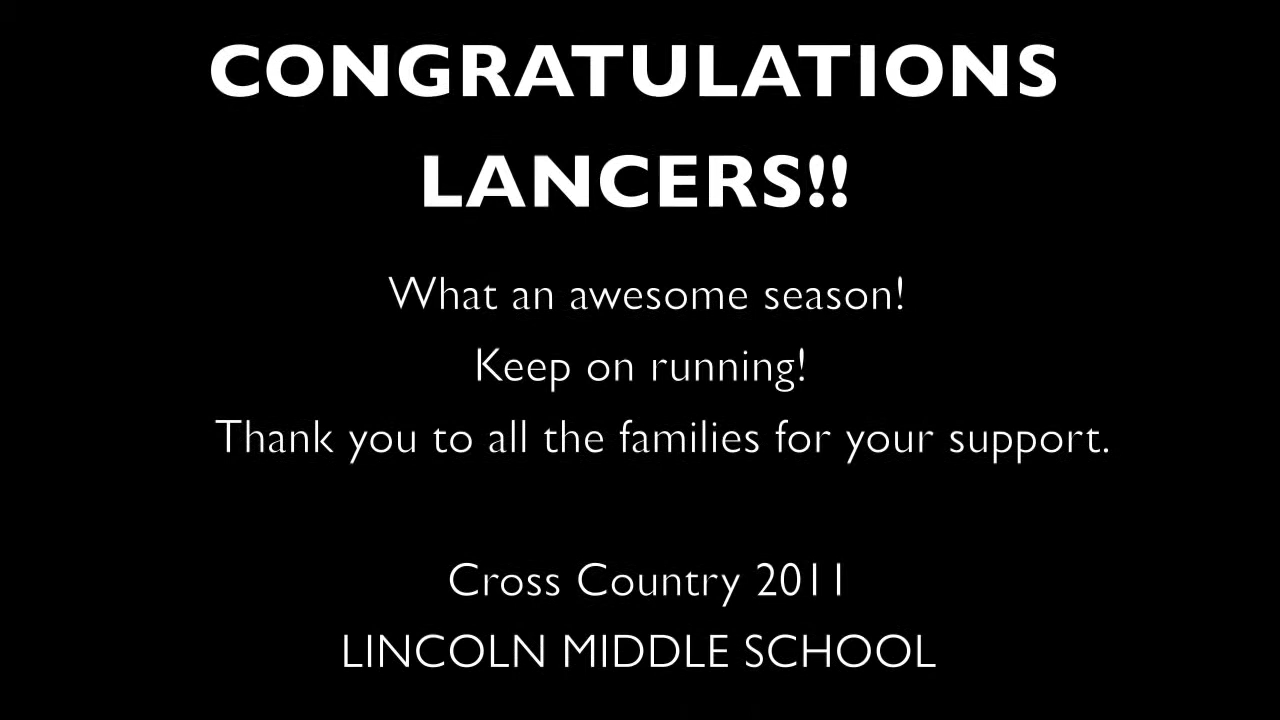 CONGRATULATIONS
LANCERS!!
What an awesome season!
Keep on running!
Thank you to all the families for your support.
Cross Country 2011
LINCOLN MIDDLE SCHOOL